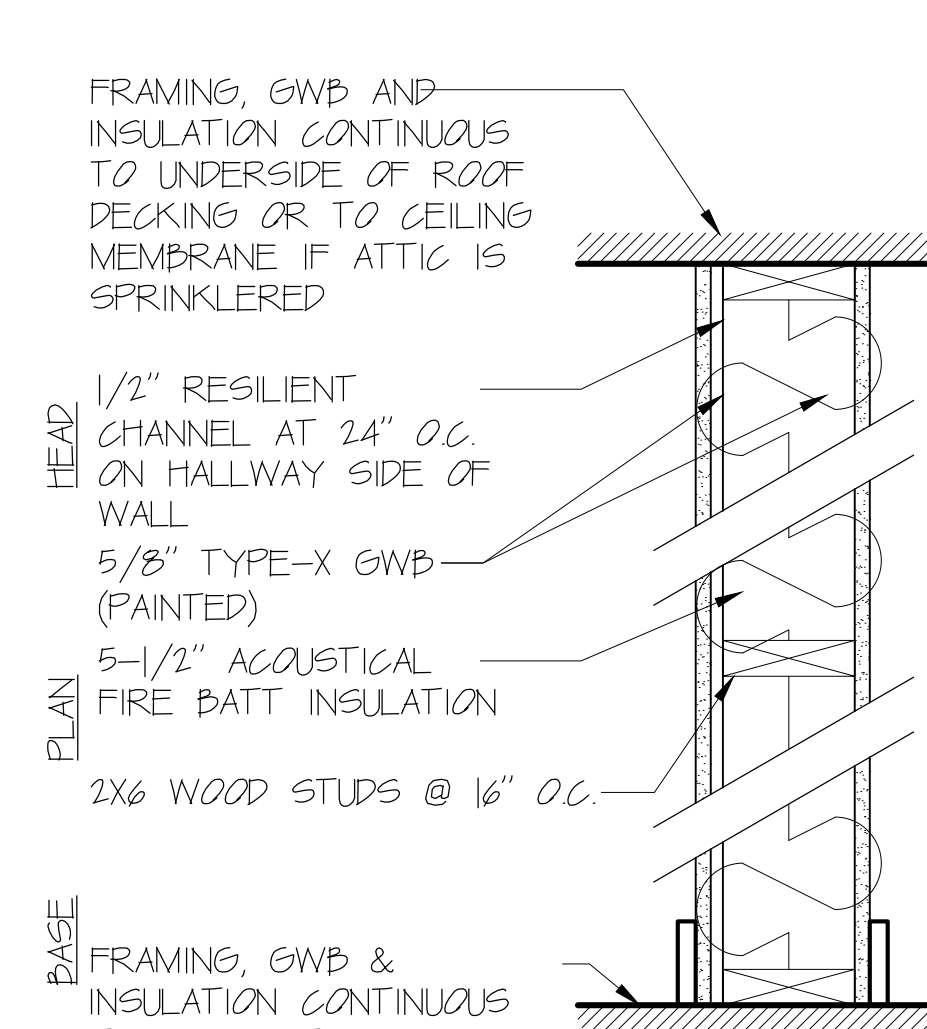 FRAMING, GWB AND
INSULATION CONTINUOUS
TO UNDERSIDE OF ROOF
DECKING OR TO CEILING
MEMBRANE IF ATTIC IS
SPRINKLERED
HEAD
1/2" RESILIENT
CHANNEL AT 24" O.C.
ON HALLWAY SIDE OF
WALL
5/8" TYPE-X GWB
(PAINTED)
PLAN
5-1/2" ACOUSTICAL
FIRE BATT INSULATION
2X6 WOOD STUDS @ 16" O.C.
BASE
FRAMING, GWB &
INSULATION CONTINUOUS